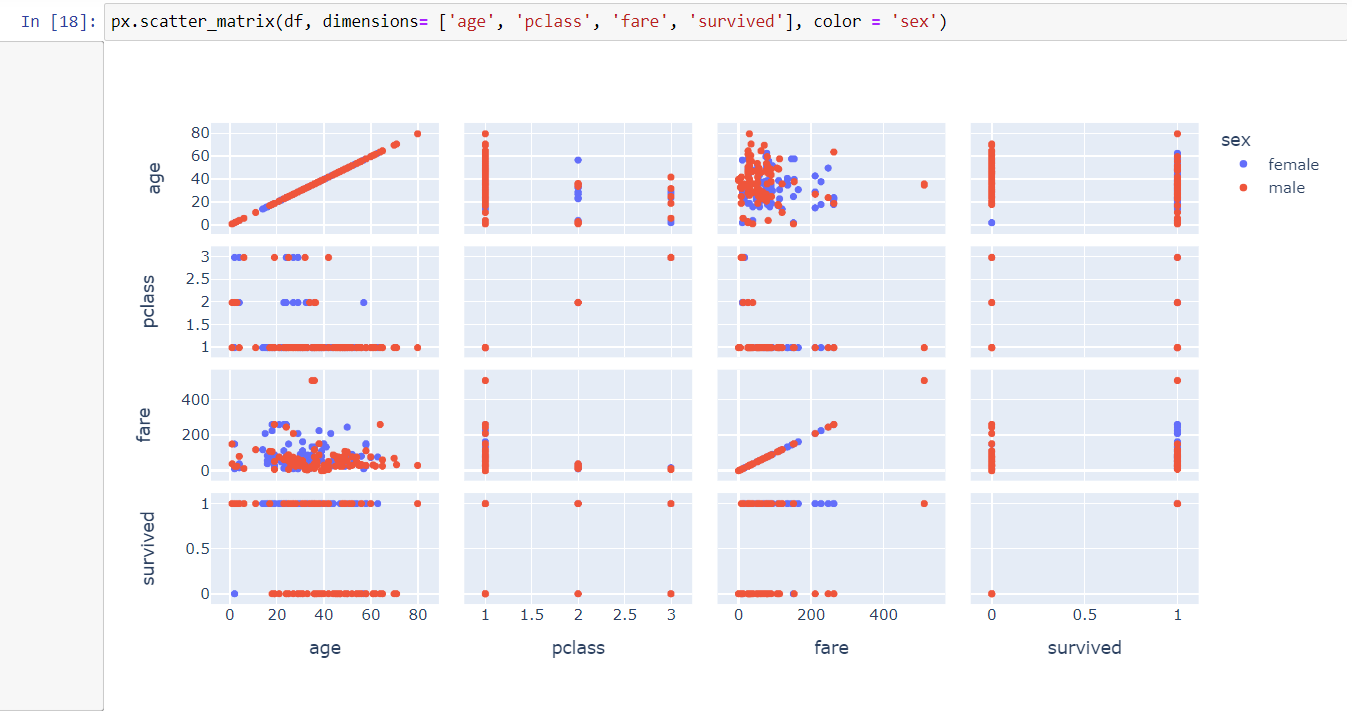 In [18]: px.scatter_matrix(df, dimensions= ['age', 'pclass', 'fare', 'survived'], color = 'sex')
sex
female
male
age
80
60
40
20
0
pclass
3
2.5
2
1.5
1
fare
400
200
0
survived
1
0.5
0
0 20 40 60 80 1 1.5 2 2.5 3 0 200 400 0 0.5 1
age pclass fare survived